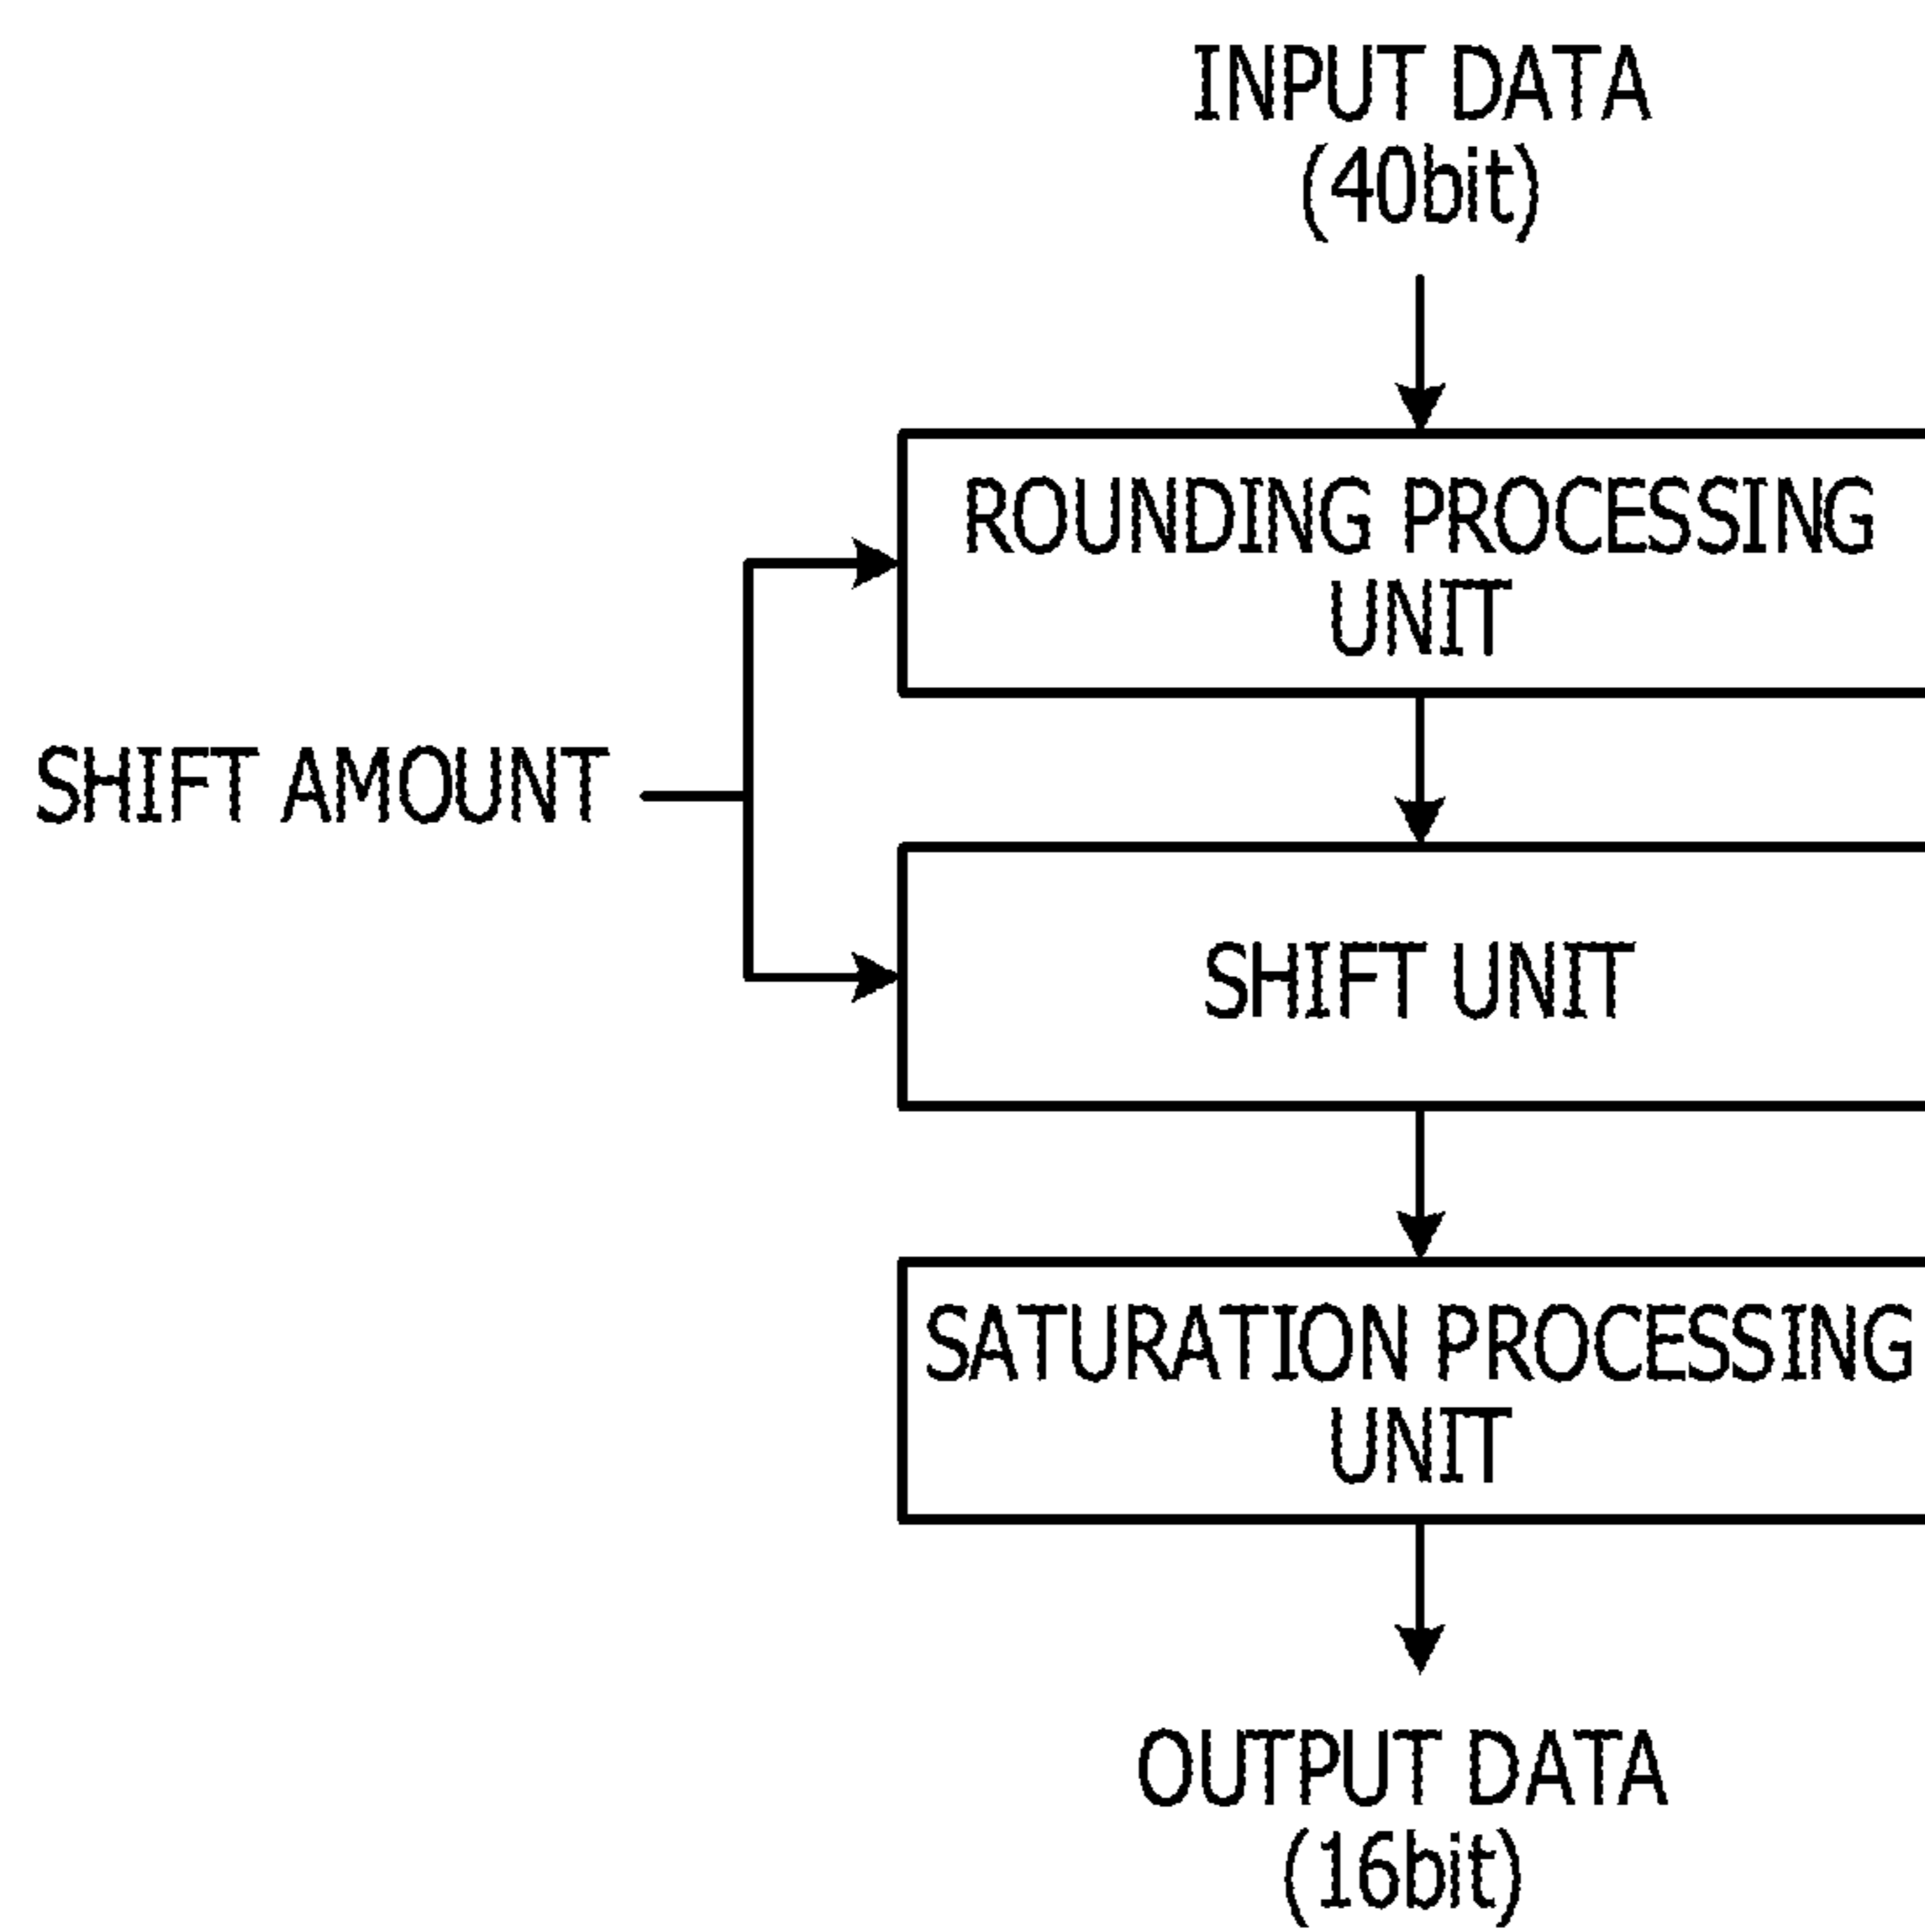 INPUT DATA
(40bit)
ROUNDING PROCESSING
UNIT
SHIFT AMOUNT
SHIFT UNIT
SATURATION PROCESSING
UNIT
OUTPUT DATA
(16bit)